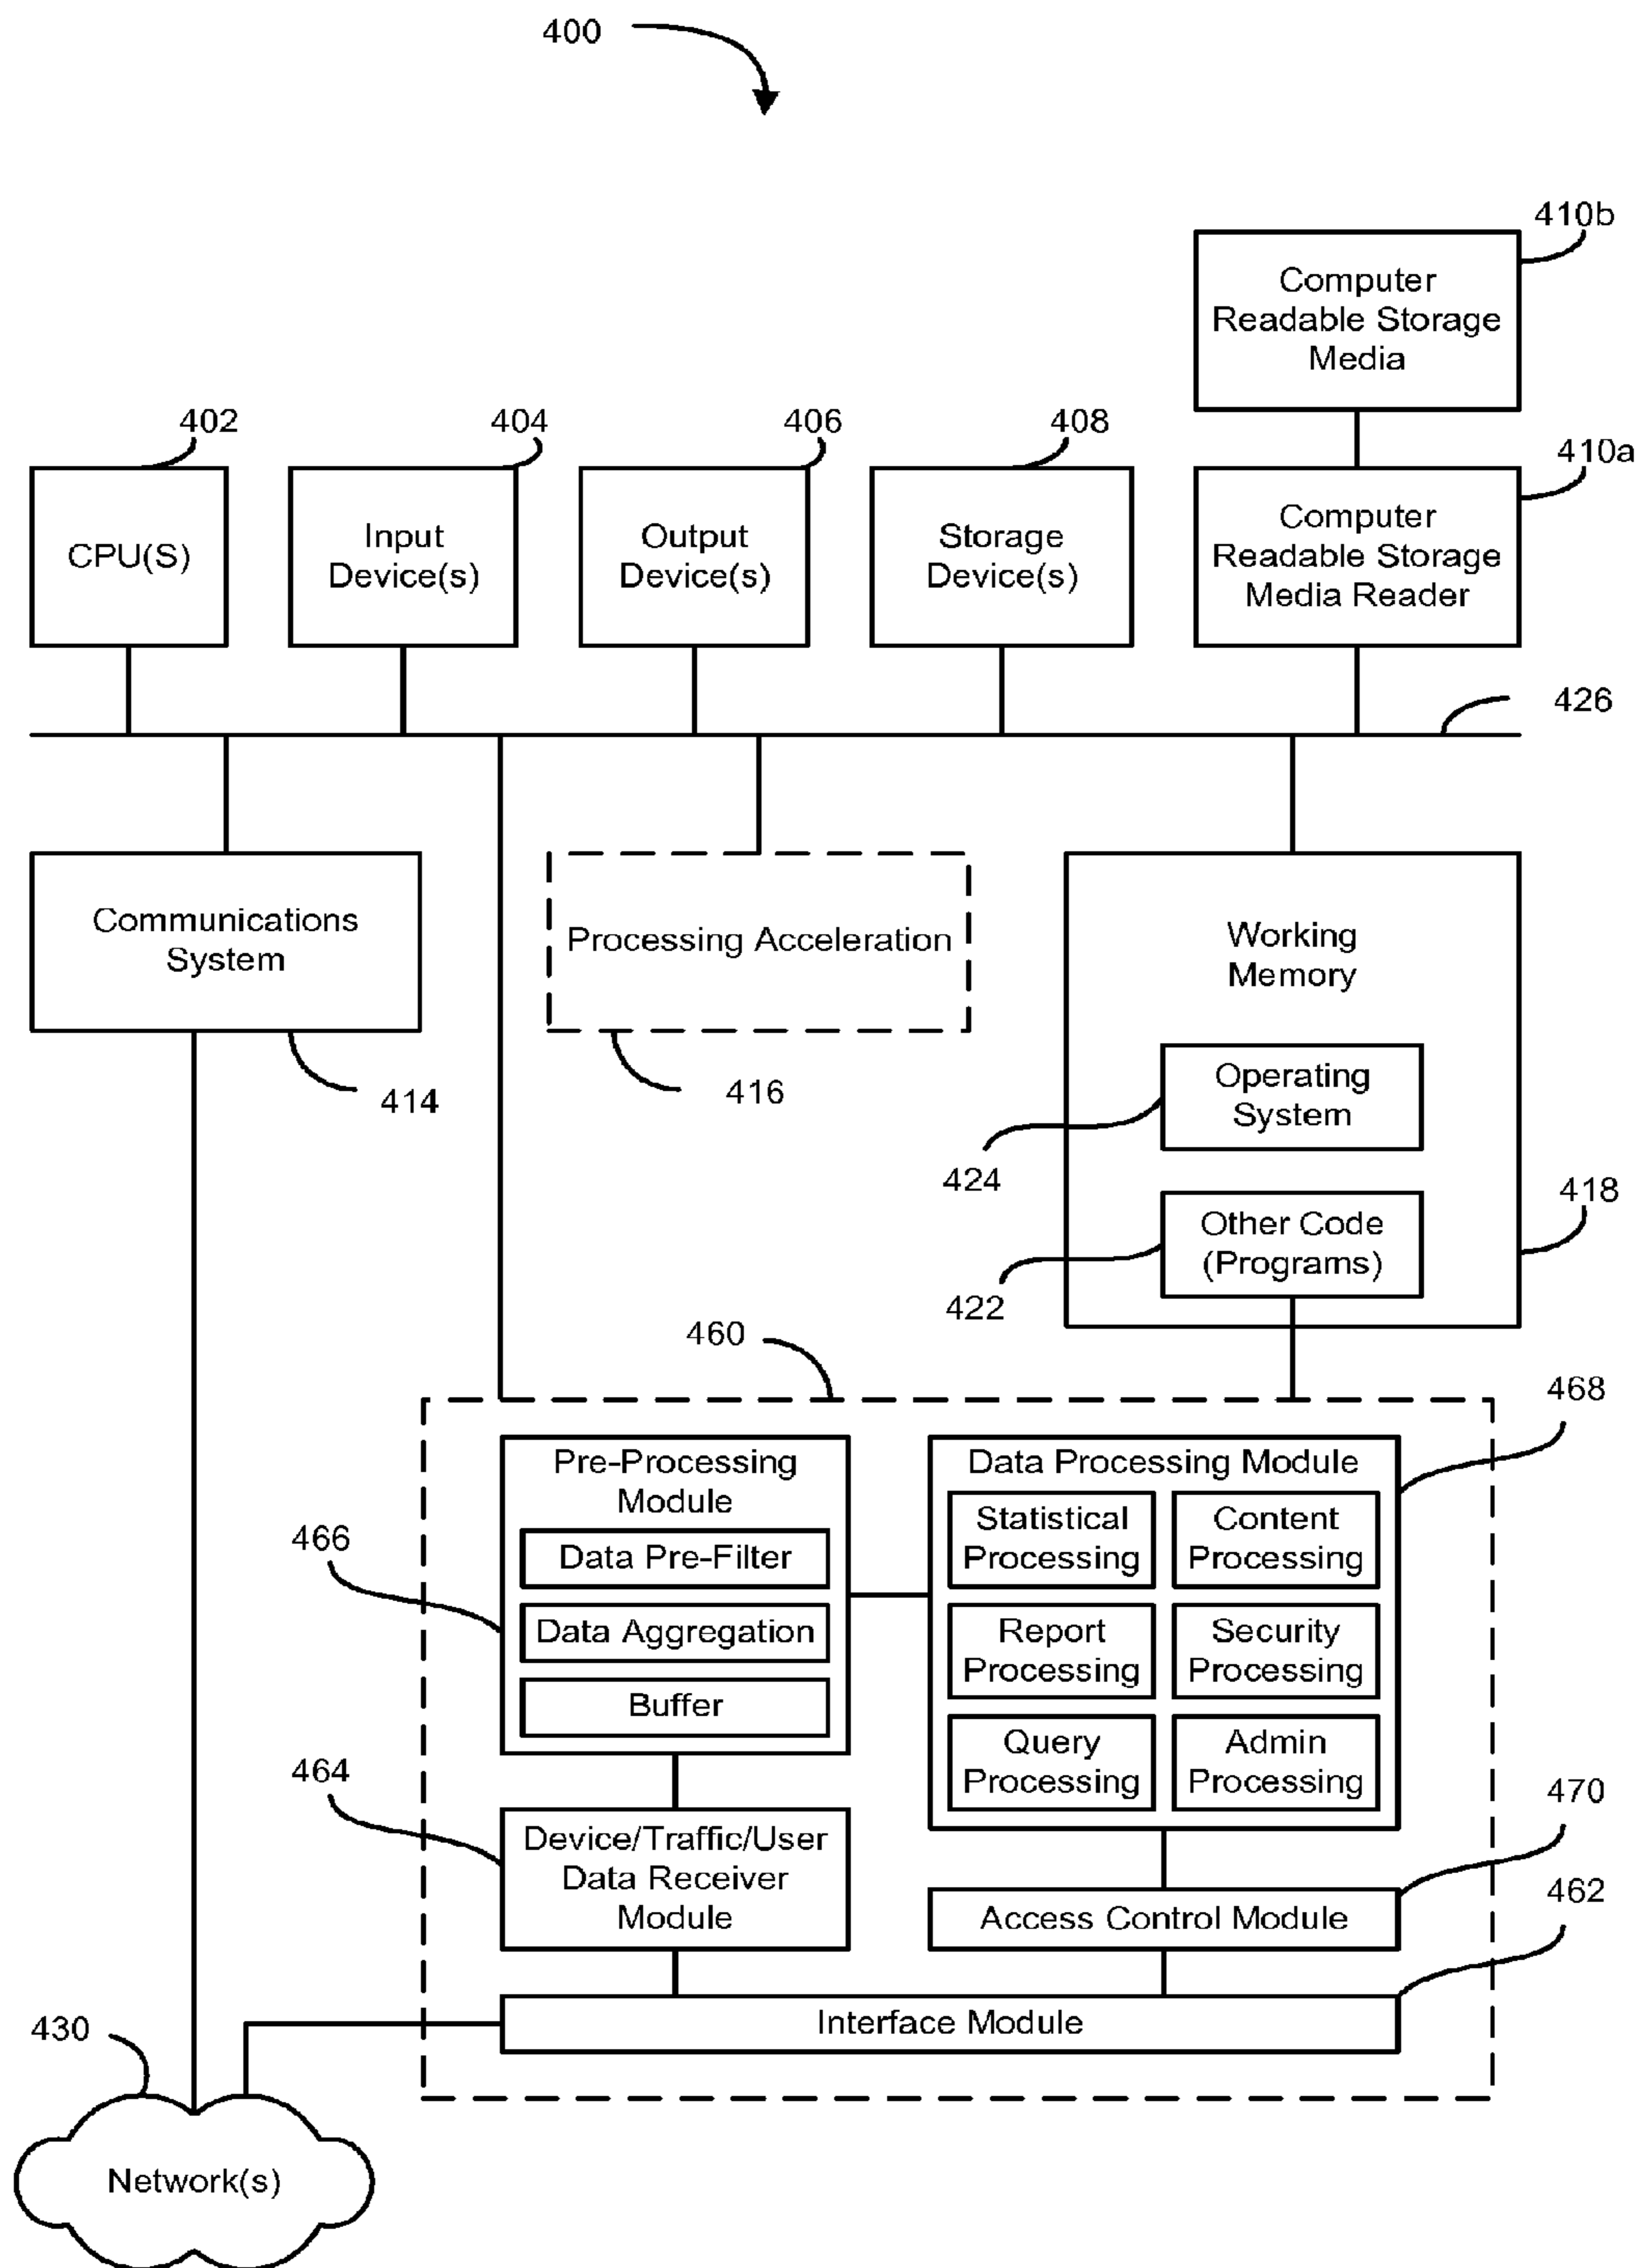 400
410b
Computer
Readable Storage
Media
402
404
406
408
410a
CPU(S)
Input
Device(s)
Output
Device(s)
Storage
Device(s)
Computer
Readable Storage
Media Reader
426
Communications
System
Processing Acceleration
Working
Memory
414
416
Operating
System
424
418
Other Code
(Programs)
422
460
468
Pre-Processing
Module
466
Data Pre-Filter
Data Aggregation
Buffer
Data Processing Module
Statistical
Processing
Content
Processing
Report
Processing
Security
Processing
Query
Processing
Admin
Processing
464
Device/Traffic/User
Data Receiver
Module
470
Access Control Module
462
Interface Module
430
Network(s)